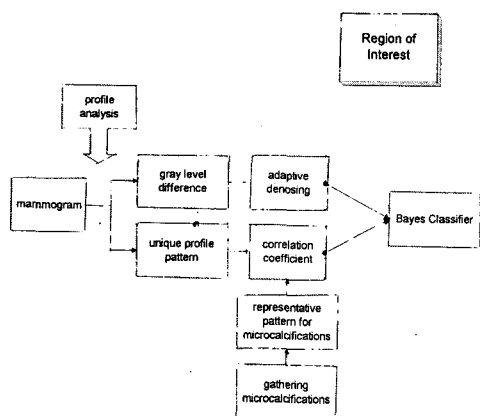 Region of
Interest
profile
analysis
gray level
difference
adaptive
denosing
mammogram
Bayes Classifier
unique profile
pattern
correlation
coefficient
representative
pattern for
microcalcifications
gathering
microcalcifications